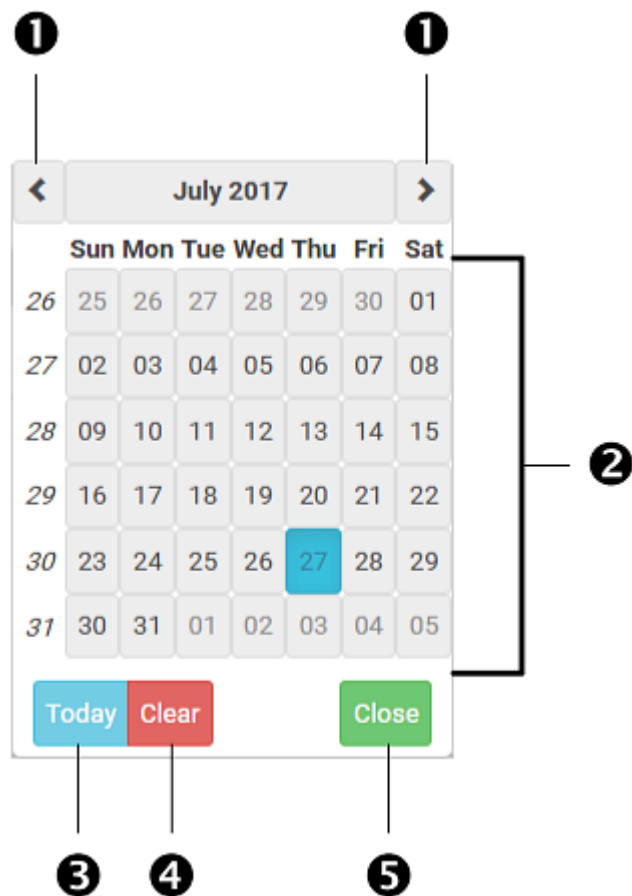 ❶ ❶
July 2017
Sun Mon Tue Wed Thu Fri Sat
26 25 26 27 28 29 30 01
27 02 03 04 05 06 07 08
28 09 10 11 12 13 14 15
❷
29 16 17 18 19 20 21 22
30 23 24 25 26 27 28 29
31 30 31 01 02 03 04 05
Today Clear Close
❸ ❹ ❺